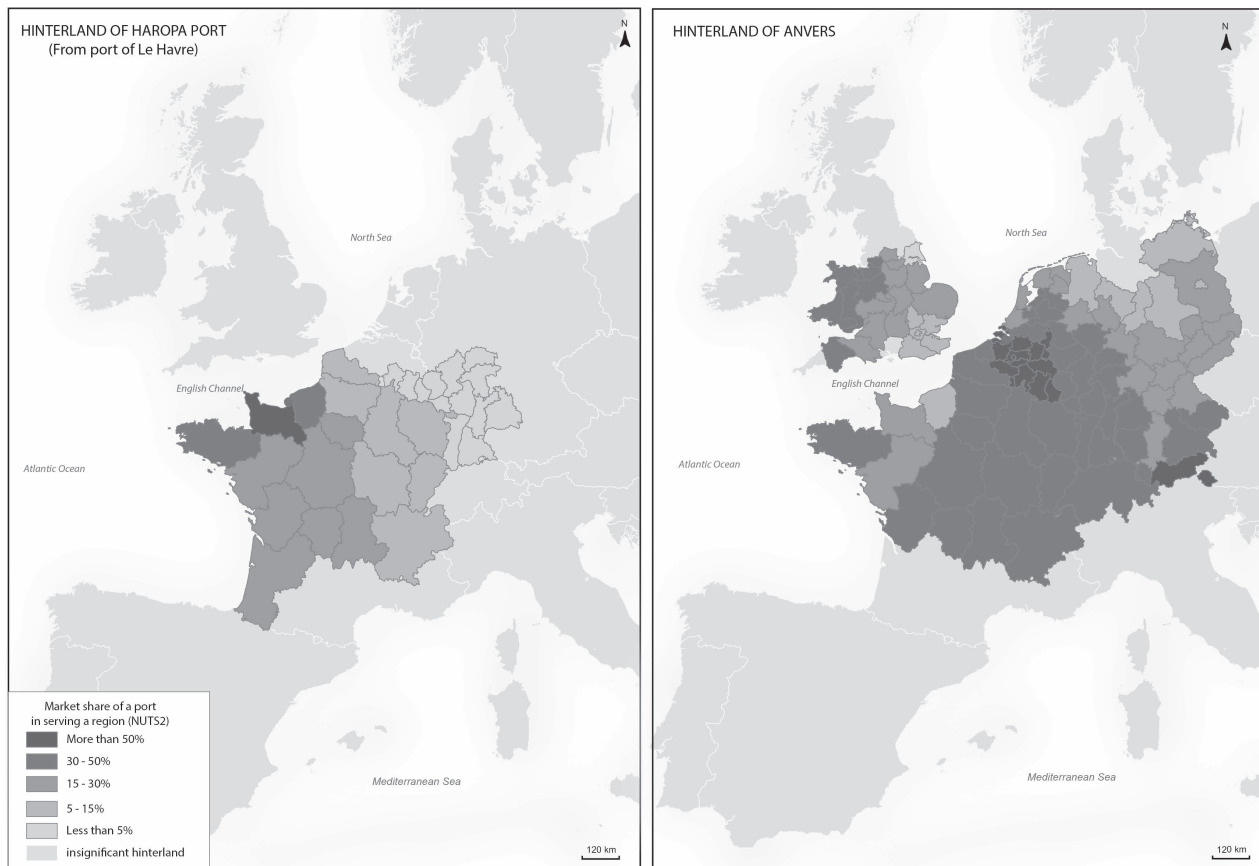 HINTERLAND OF HAROPA PORT
(From port of Le Havre)
N
North Sea
English Channel
Atlantic Ocean
Mediterranean Sea
Market share of a port
in serving a region (NUTS2)
More than 50%
30 - 50%
15 - 30%
5 - 15%
Less than 5%
insignificant hinterland
120 km
HINTERLAND OF ANVERS
N
North Sea
English Channel
Atlantic Ocean
Mediterranean Sea
120 km